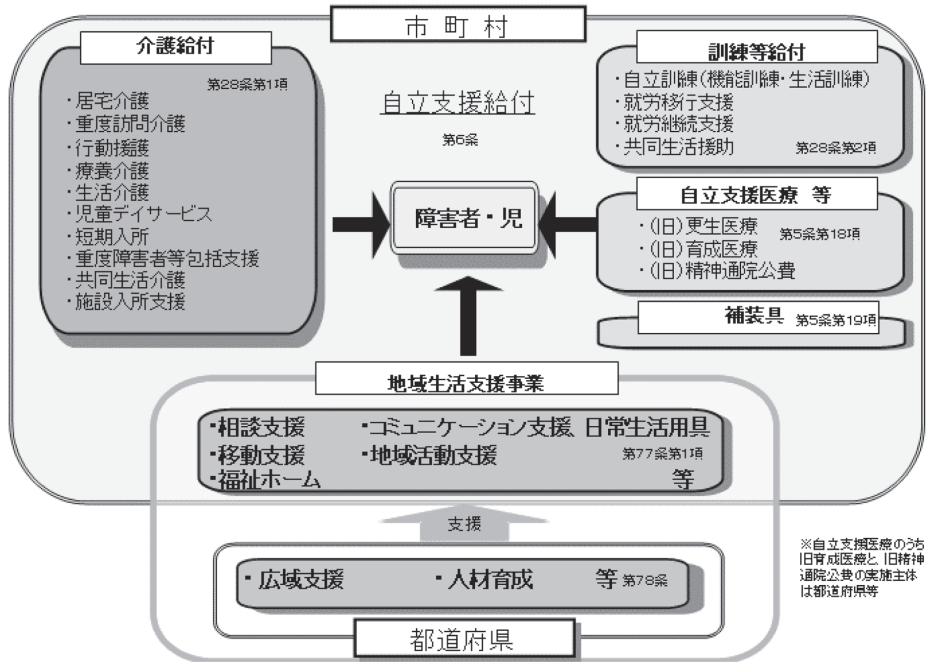 市町村
介護給付
第28条第1項
・居宅介護
・重度訪問介護
・行動援護
・療養介護
・生活介護
・児童デイサービス
・短期入所
・重度障害者等包括支援
・共同生活介護
・施設入所支援
自立支援給付
第6条
障害者・児
訓練等給付
・自立訓練(機能訓練・生活訓練)
・就労移行支援
・就労継続支援
・共同生活援助 第28条第2項
自立支援医療 等
・(旧)更生医療 第5条第18項
・(旧)育成医療
・(旧)精神通院公費
補装具 第5条第19項
地域生活支援事業
・相談支援 ・コミュニケーション支援、日常生活用具
・移動支援 ・地域活動支援 第77条第1項
・福祉ホーム 等
支援
・広域支援 ・人材育成 等 第78条
都道府県
※自立支援医療のうち
旧育成医療と、旧精神
通院公費の実施主体
は都道府県等